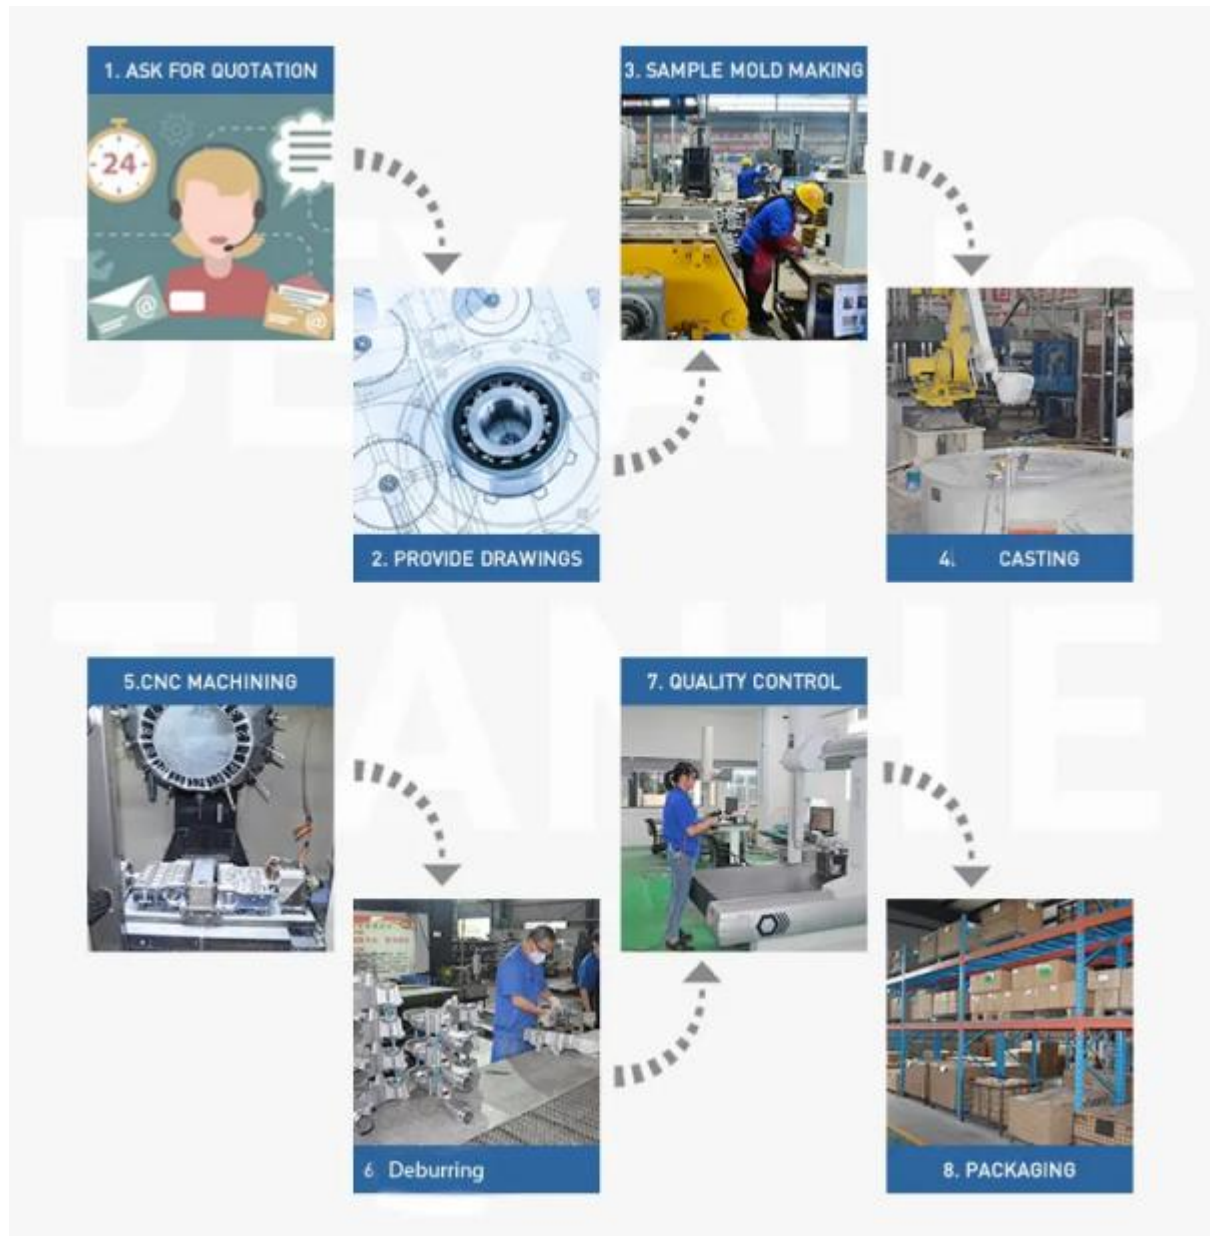 1. ASK FOR QUOTATION
24
@
@
2. PROVIDE DRAWINGS
3. SAMPLE MOLD MAKING
4. CASTING
5.CNC MACHINING
6 Deburring
7. QUALITY CONTROL
8. PACKAGING
TIANHE